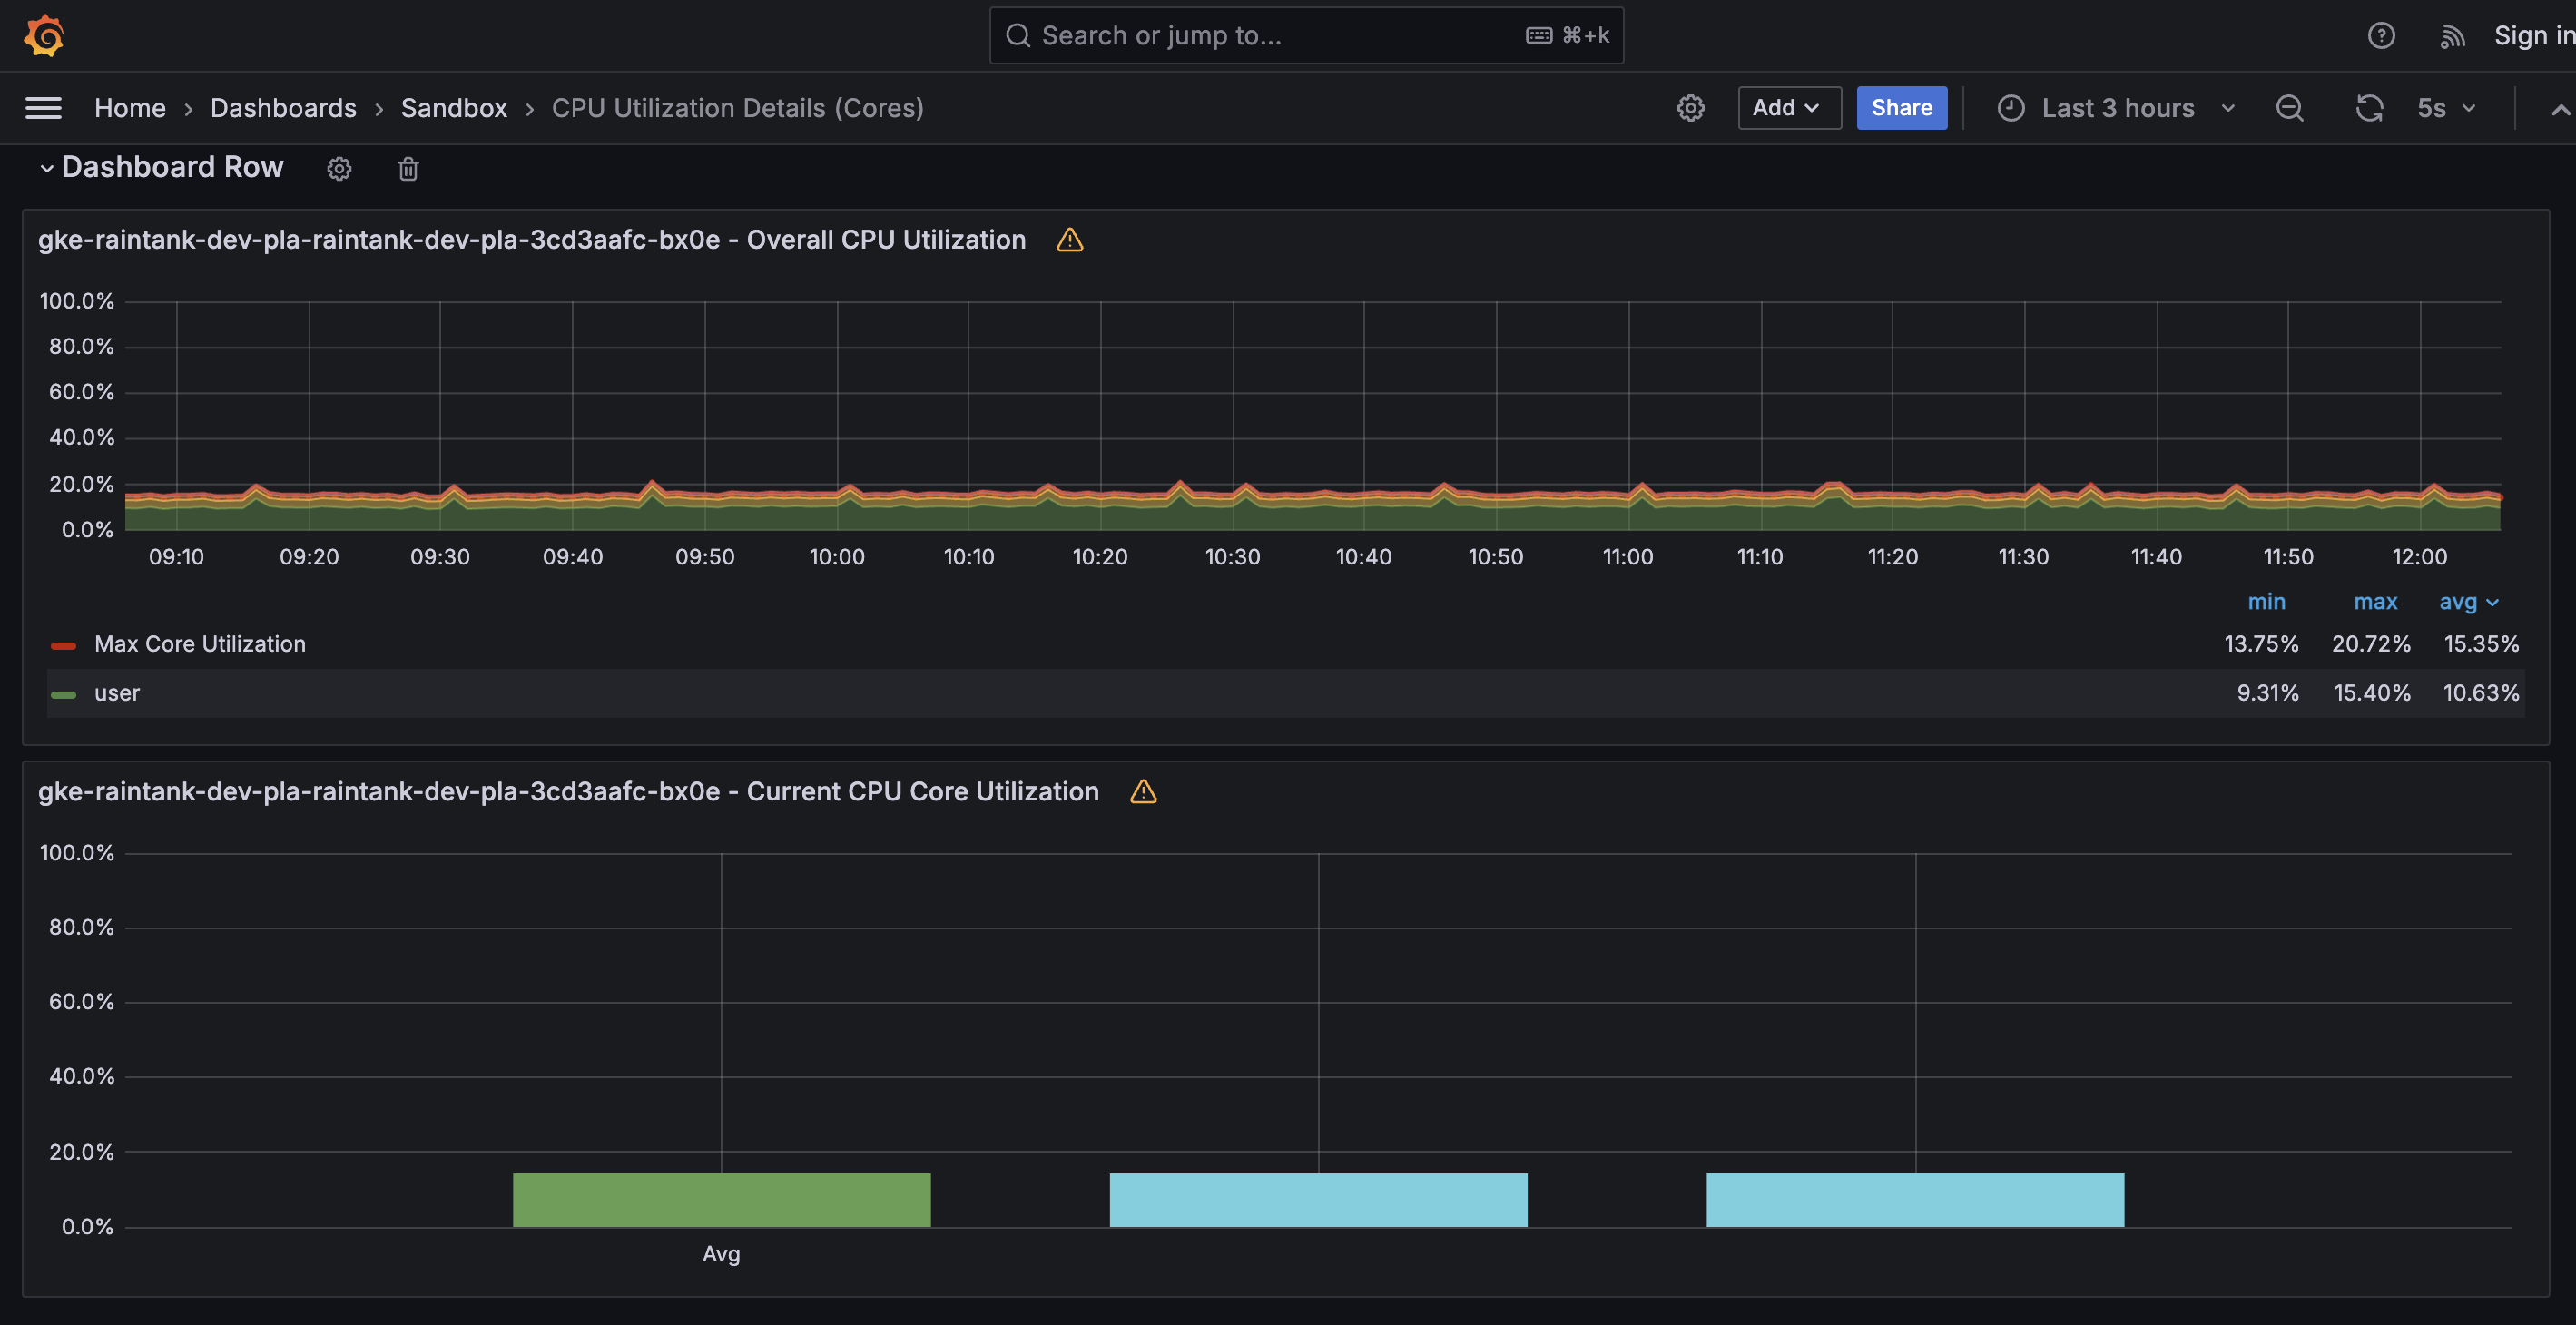 Search or jump to... ⌘+k
Sign in
Home › Dashboards › Sandbox › CPU Utilization Details (Cores)
Add
Share
Last 3 hours
5s
Dashboard Row
gke-raintank-dev-pla-raintank-dev-pla-3cd3aafc-bx0e - Overall CPU Utilization
100.0%
80.0%
60.0%
40.0%
20.0%
0.0%
09:10 09:20 09:30 09:40 09:50 10:00 10:10 10:20 10:30 10:40 10:50 11:00 11:10 11:20 11:30 11:40 11:50 12:00
min max avg
Max Core Utilization 13.75% 20.72% 15.35%
user 9.31% 15.40% 10.63%
gke-raintank-dev-pla-raintank-dev-pla-3cd3aafc-bx0e - Current CPU Core Utilization
100.0%
80.0%
60.0%
40.0%
20.0%
0.0%
Avg